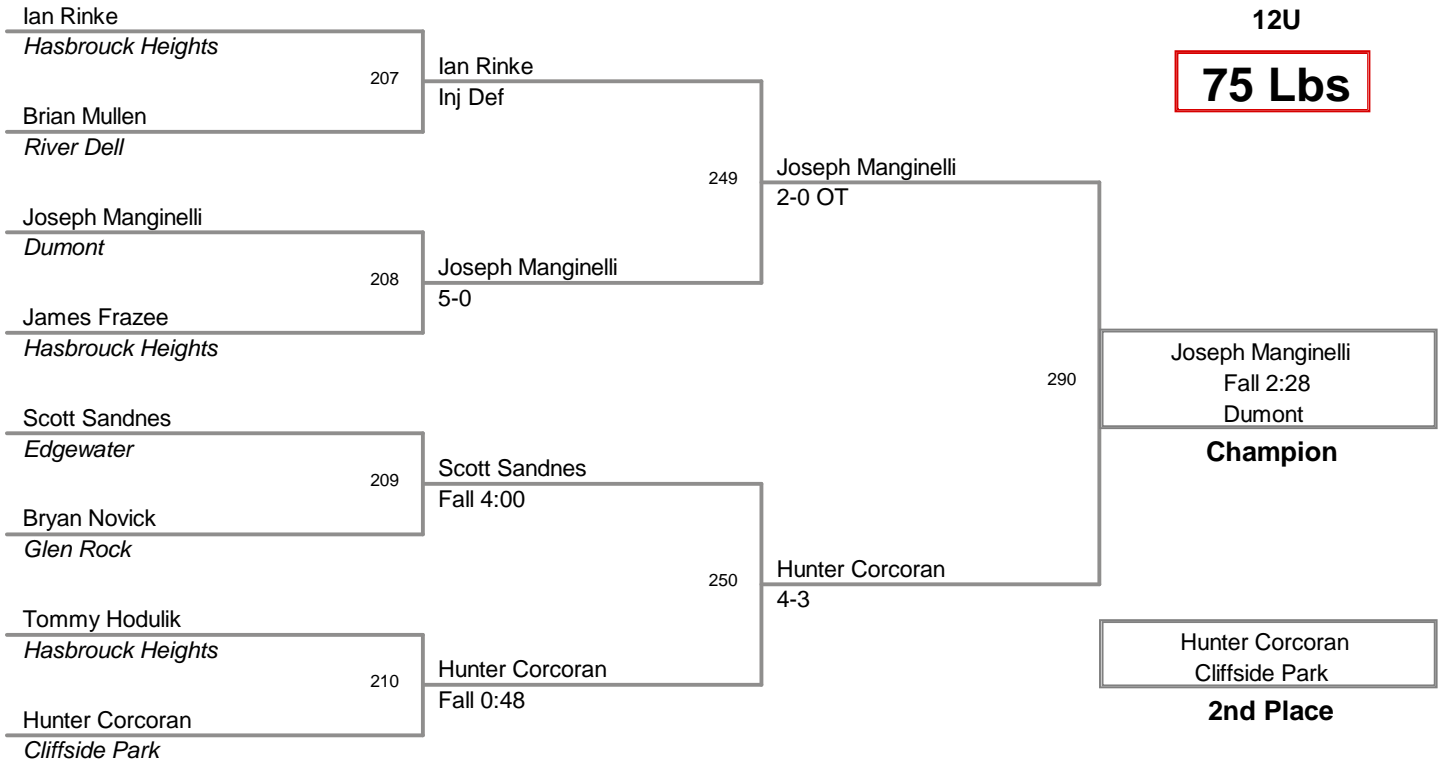 Ian Rinke
Hasbrouck Heights
207
Brian Mullen
River Dell
Joseph Manginelli
Dumont
208
James Frazee
Hasbrouck Heights
Scott Sandnes
Edgewater
209
Bryan Novick
Glen Rock
Tommy Hodulik
Hasbrouck Heights
210
Hunter Corcoran
Cliffside Park
Ian Rinke
Inj Def
249
Joseph Manginelli
5-0
Scott Sandnes
Fall 4:00
250
Hunter Corcoran
Fall 0:48
Joseph Manginelli
2-0 OT
290
Hunter Corcoran
4-3
12U
75 Lbs
Joseph Manginelli
Fall 2:28
Dumont
Champion
Hunter Corcoran
Cliffside Park
2nd Place